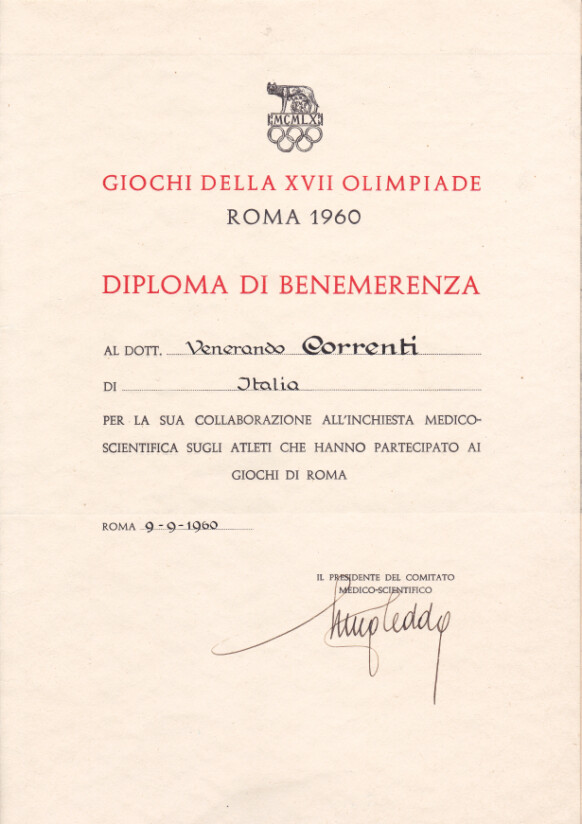 MCMLX
GIOCHI DELLA XVII OLIMPIADE
ROMA 1960
DIPLOMA DI BENEMERENZA
AL DOTT. Venerando Correnti
DI Italia
PER LA SUA COLLABORAZIONE ALL'INCHIESTA MEDICO-
SCIENTIFICA SUGLI ATLETI CHE HANNO PARTECIPATO AI
GIOCHI DI ROMA
ROMA 9-9-1960
IL PRESIDENTE DEL COMITATO
MEDICO-SCIENTIFICO